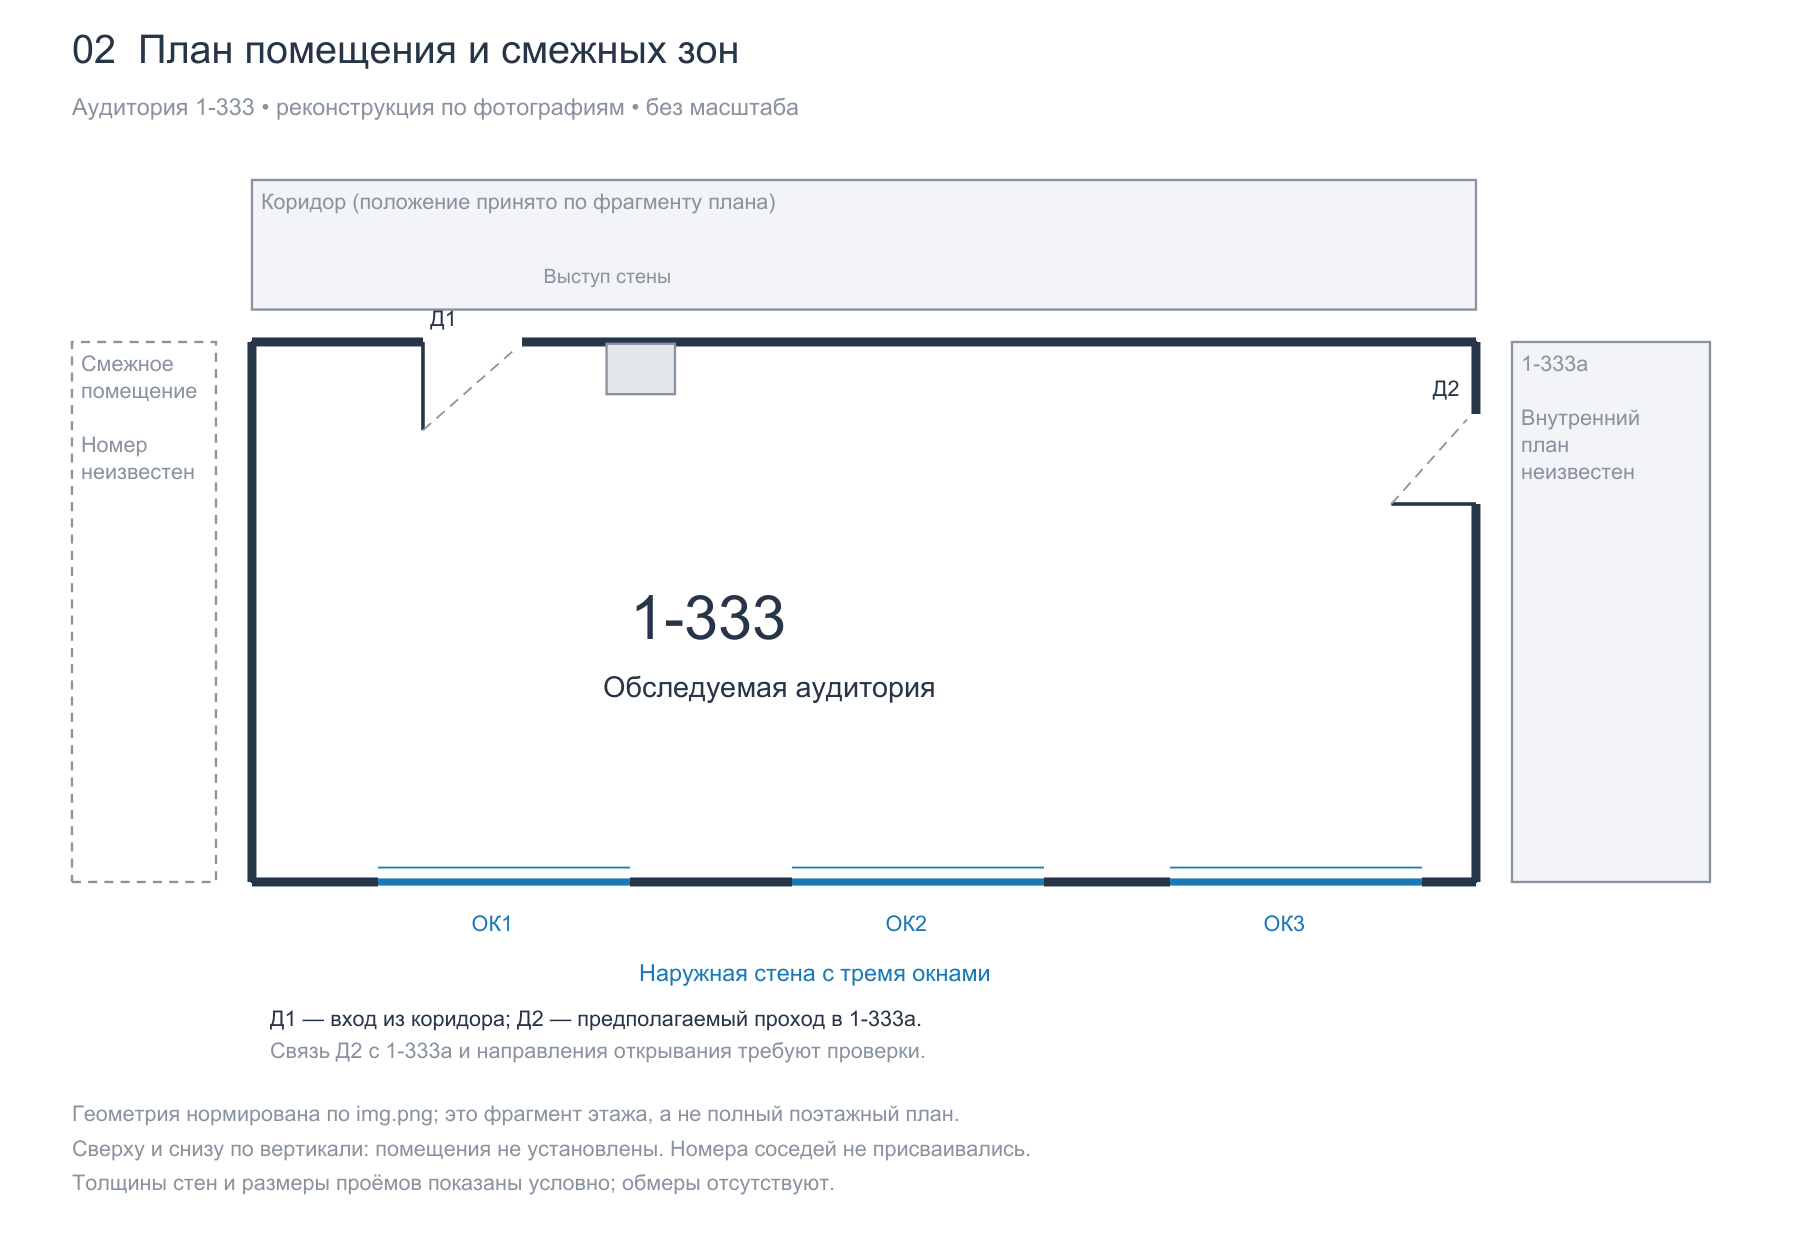 02 План помещения и смежных зон
Аудитория 1-333 • реконструкция по фотографиям • без масштаба
Коридор (положение принято по фрагменту плана)
Выступ стены
Д1
Смежное
помещение
Номер
неизвестен
Д2
1-333а
Внутренний
план
неизвестен
1-333
Обследуемая аудитория
ОК1
ОК2
ОК3
Наружная стена с тремя окнами
Д1 — вход из коридора; Д2 — предполагаемый проход в 1-333а.
Связь Д2 с 1-333а и направления открывания требуют проверки.
Геометрия нормирована по img.png; это фрагмент этажа, а не полный поэтажный план.
Сверху и снизу по вертикали: помещения не установлены. Номера соседей не присваивались.
Толщины стен и размеры проёмов показаны условно; обмеры отсутствуют.